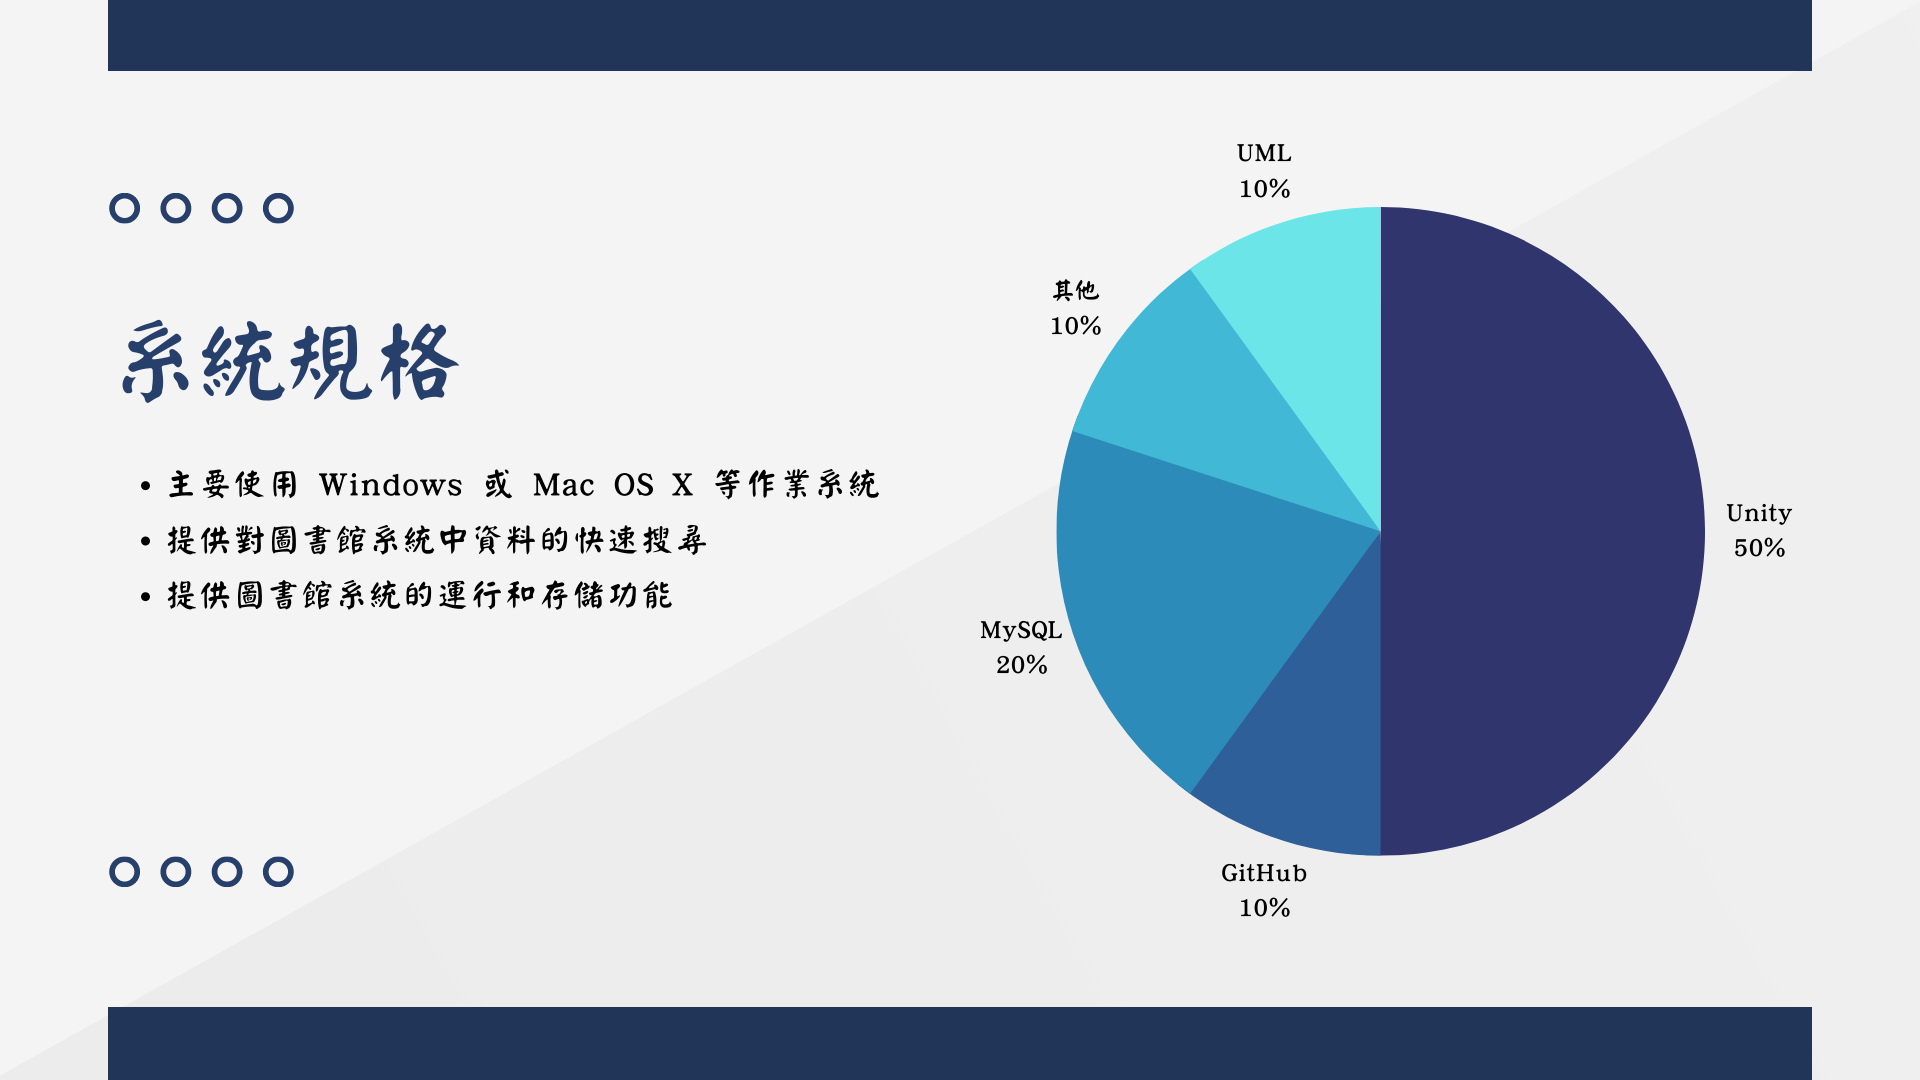 系統規格
• 主要使用 Windows 或 Mac OS X 等作業系統
• 提供對圖書館系統中資料的快速搜尋
• 提供圖書館系統的運行和存儲功能
UML
10%
其他
10%
Unity
50%
MySQL
20%
GitHub
10%